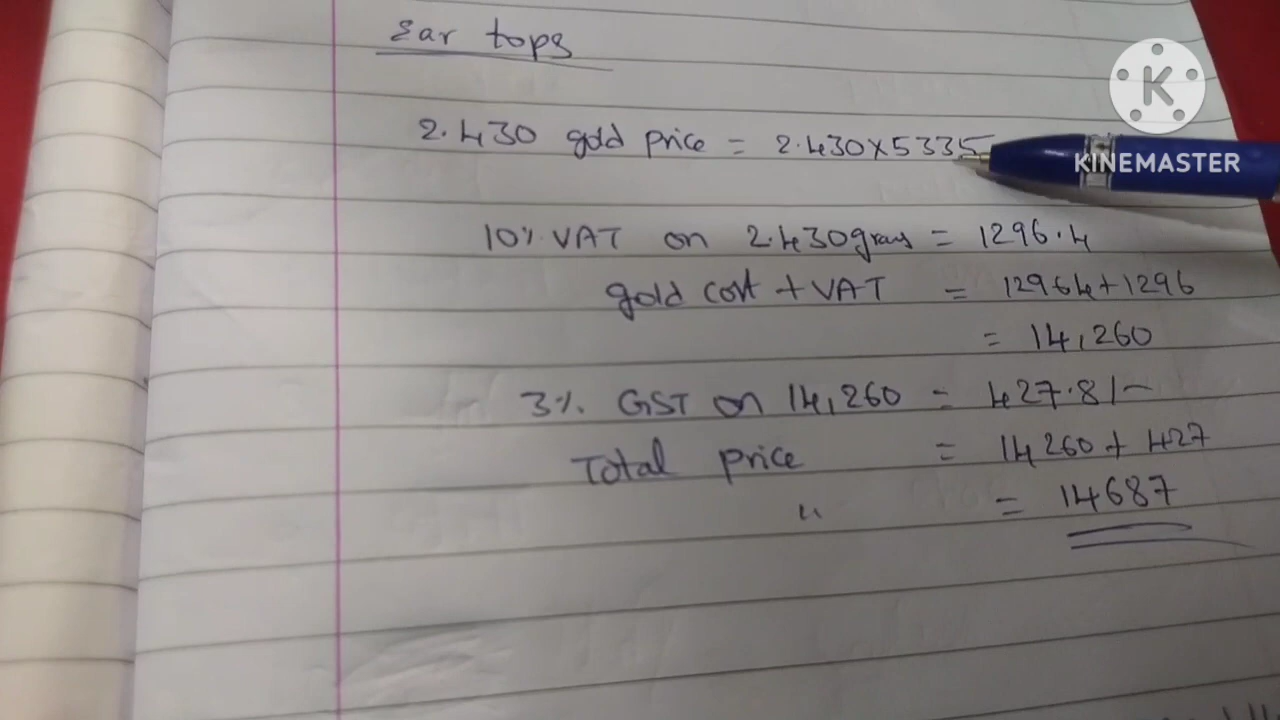 Ear tops
2.430 gold price = 2.430x5335
K
KINEMASTER
10% VAT on 2.430grams = 1296.4
gold cost + VAT = 12964+1296
= 14,260
3% GST on 14,260 = 427.8/-
Total price = 14260 + 427
" = 14687